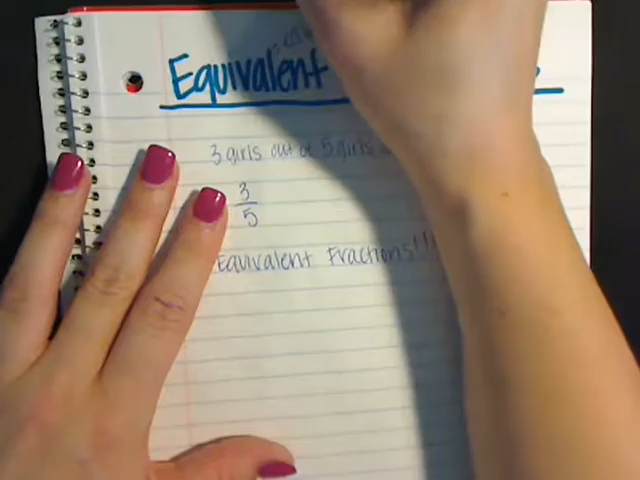 Equivalent
3 girls out of 5 girls
3
5
Equivalent Fractions!!!